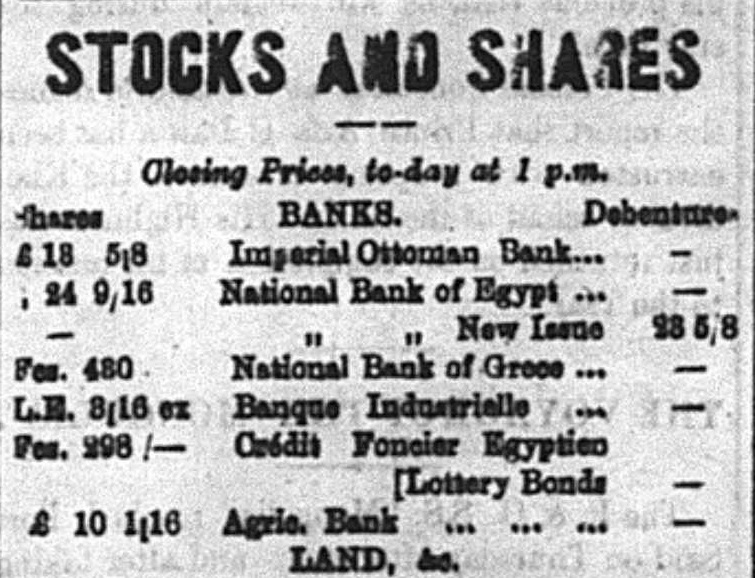 STOCKS AND SHARES
Closing Prices, to-day at 1 p.m.
Shares BANKS. Debentures
£ 18 5/8 Imperial Ottoman Bank... —
„ 24 9/16 National Bank of Egypt ... —
— „ „ New Issue 23 5/8
Fcs. 480 National Bank of Grece ... —
L.E. 3/16 ex Banque Industrielle ... —
Fcs. 298 /— Crédit Foncier Egyptien
[Lottery Bonds —
£ 10 1/16 Agric. Bank ... ... ... —
LAND, &c.